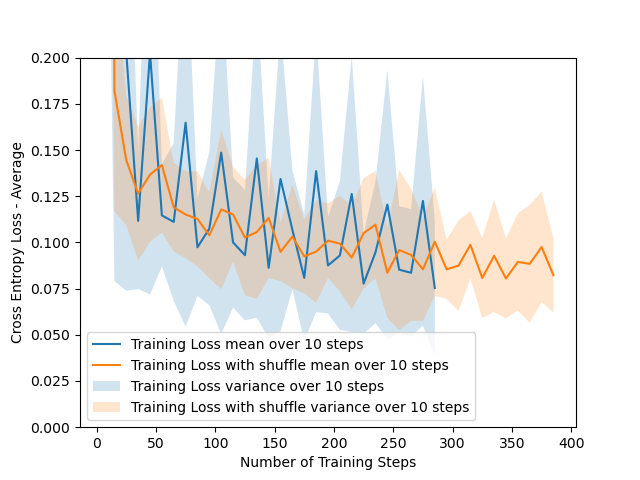 0.200
0.175
0.150
0.125
0.100
0.075
0.050
0.025
0.000
Cross Entropy Loss - Average
Training Loss mean over 10 steps
Training Loss with shuffle mean over 10 steps
Training Loss variance over 10 steps
Training Loss with shuffle variance over 10 steps
0 50 100 150 200 250 300 350 400
Number of Training Steps